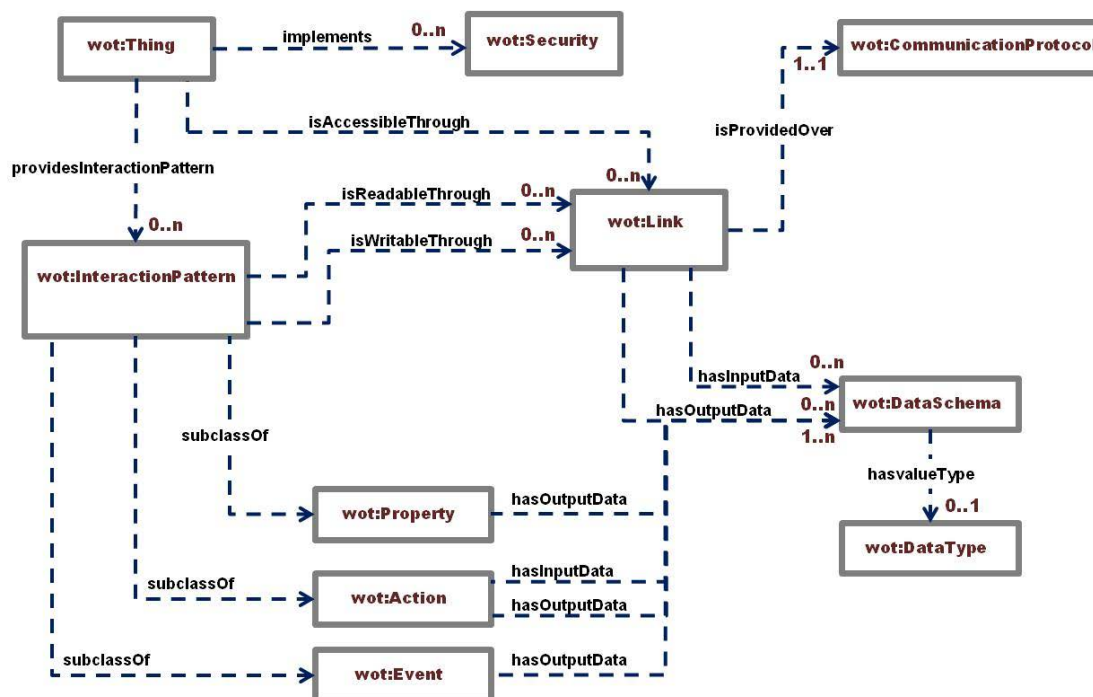 wot:Thing
implements
0..n
wot:Security
wot:CommunicationProtocol
1..1
isAccessibleThrough
isProvidedOver
providesInteractionPattern
0..n
isReadableThrough
0..n
wot:Link
0..n
isWritableThrough
0..n
wot:InteractionPattern
hasInputData
0..n
wot:DataSchema
0..n
hasOutputData
1..n
subclassOf
hasvalueType
hasOutputData
0..1
wot:Property
wot:DataType
hasInputData
subclassOf
wot:Action
hasOutputData
subclassOf
hasOutputData
wot:Event